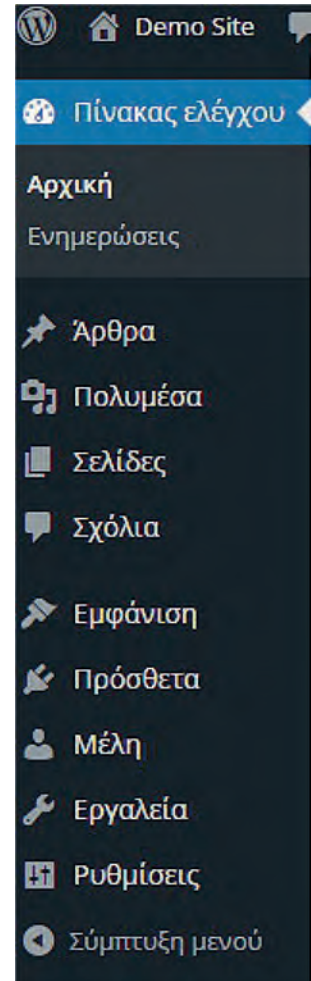 Demo Site
Πίνακας ελέγχου
Αρχική
Ενημερώσεις
Άρθρα
Πολυμέσα
Σελίδες
Σχόλια
Εμφάνιση
Πρόσθετα
Μέλη
Εργαλεία
Ρυθμίσεις
Σύμπτυξη μενού